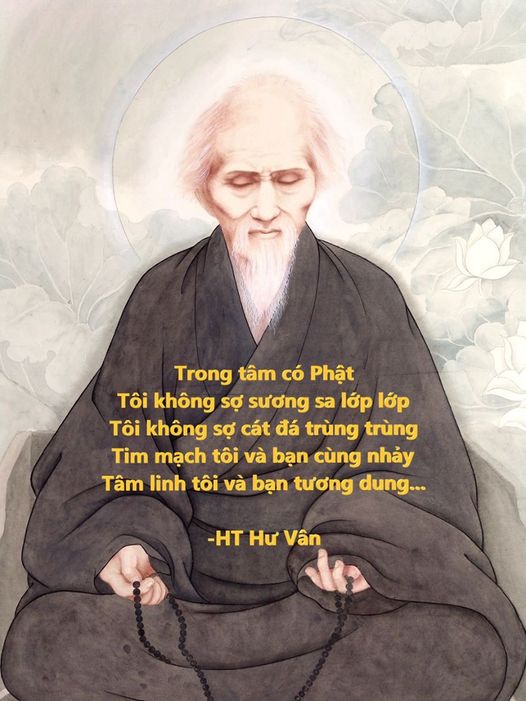 Trong tâm có Phật
Tôi không sợ sương sa lớp lớp
Tôi không sợ cát đá trùng trùng
Tim mạch tôi và bạn cùng nhảy
Tâm linh tôi và bạn tương dung...
-HT Hư Vân